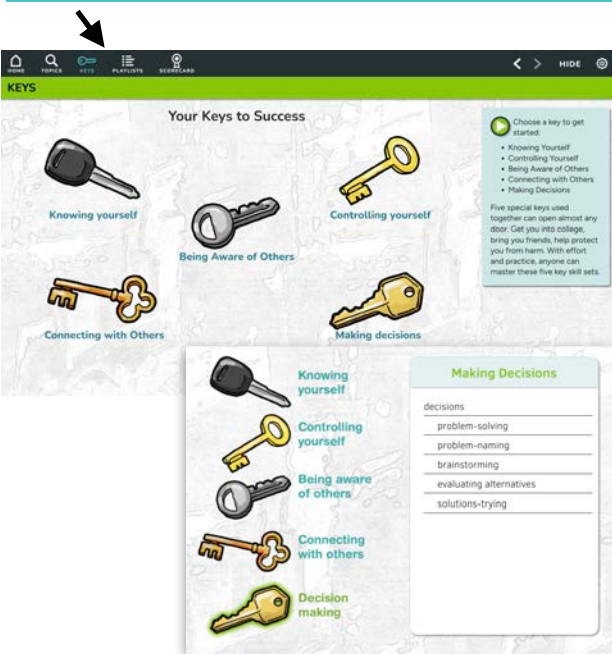 HOME TOPICS KEYS PLAYLISTS SCORECARD HIDE
KEYS
Your Keys to Success
Knowing yourself
Controlling yourself
Being Aware of Others
Connecting with Others
Making decisions
Choose a key to get
started:
• Knowing Yourself
• Controlling Yourself
• Being Aware of Others
• Connecting with Others
• Making Decisions
Five special keys used
together can open almost any
door. Get you into college,
bring you friends, help protect
you from harm. With effort
and practice, anyone can
master these five key skill sets.
Knowing
yourself
Controlling
yourself
Being aware
of others
Connecting
with others
Decision
making
Making Decisions
decisions
problem-solving
problem-naming
brainstorming
evaluating alternatives
solutions-trying